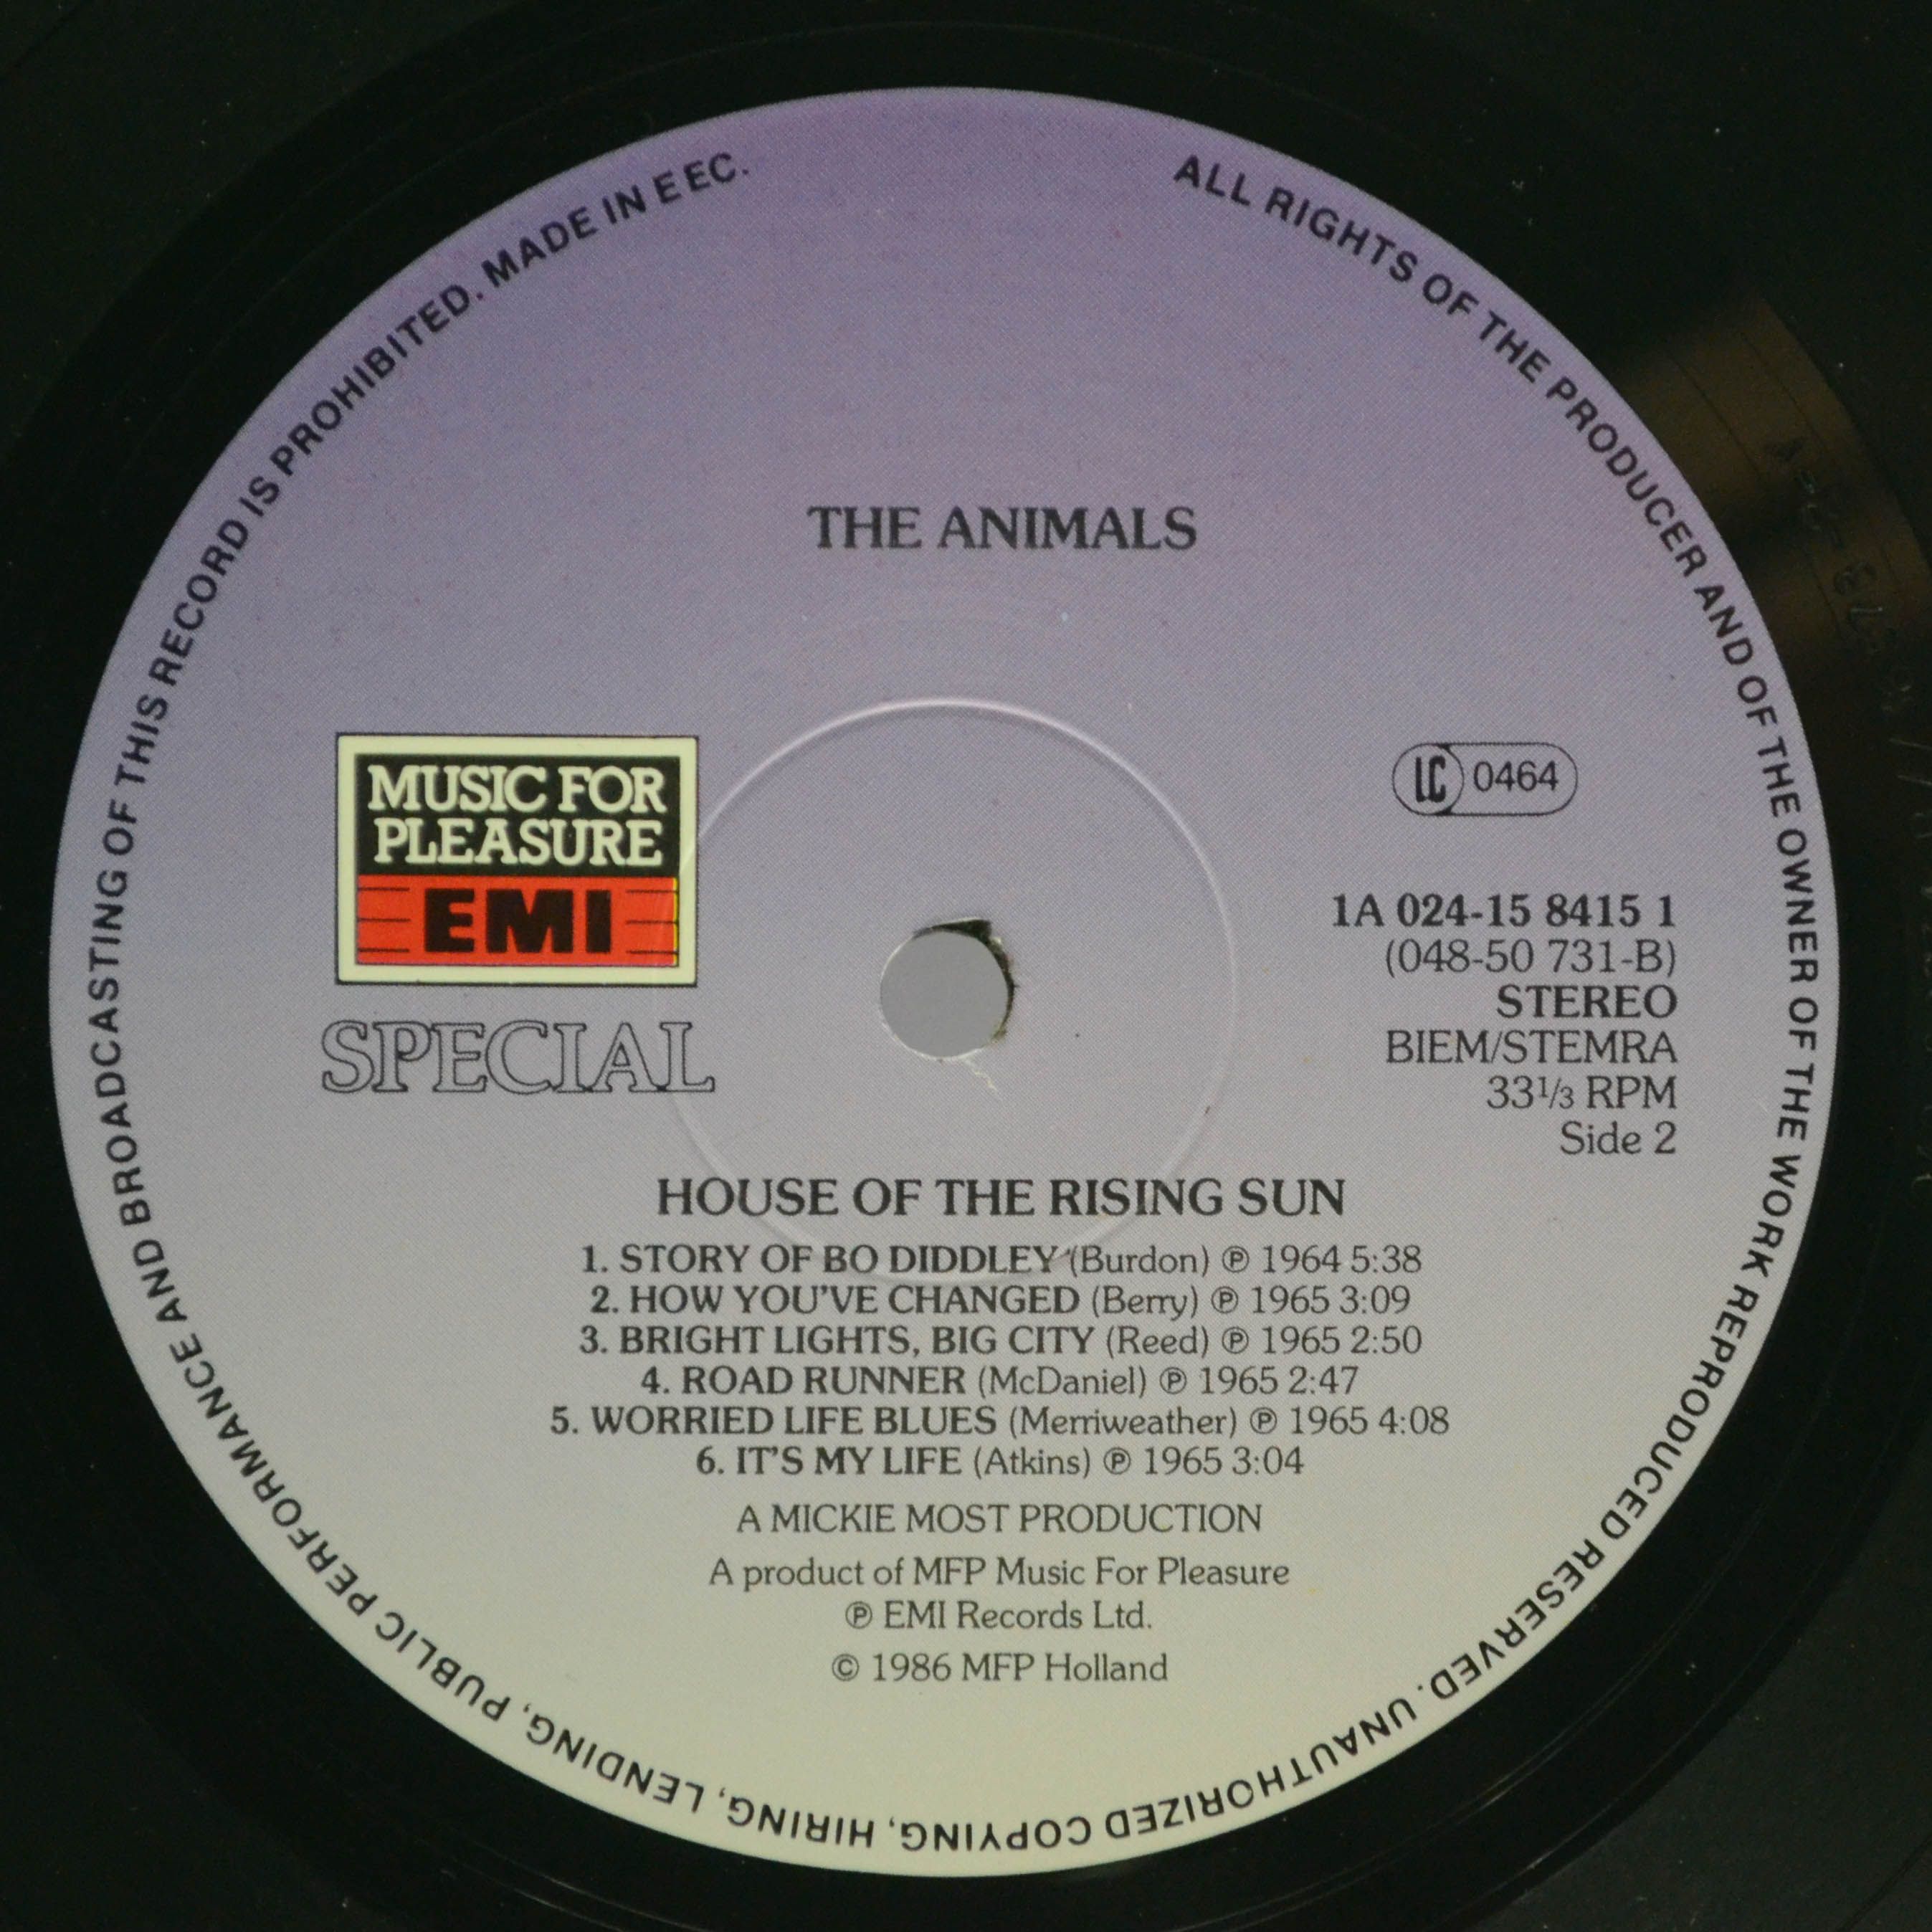 ALL RIGHTS OF THE PRODUCER AND OF THE OWNER OF THE WORK REPRODUCED RESERVED. UNAUTHORIZED COPYING, HIRING, LENDING, PUBLIC PERFORMANCE AND BROADCASTING OF THIS RECORD IS PROHIBITED. MADE IN EEC.
THE ANIMALS
MUSIC FOR
PLEASURE
EMI
SPECIAL
LC 0464
1A 024-15 8415 1
(048-50 731-B)
STEREO
BIEM/STEMRA
33 1/3 RPM
Side 2
HOUSE OF THE RISING SUN
1. STORY OF BO DIDDLEY (Burdon) ℗ 1964 5:38
2. HOW YOU'VE CHANGED (Berry) ℗ 1965 3:09
3. BRIGHT LIGHTS, BIG CITY (Reed) ℗ 1965 2:50
4. ROAD RUNNER (McDaniel) ℗ 1965 2:47
5. WORRIED LIFE BLUES (Merriweather) ℗ 1965 4:08
6. IT'S MY LIFE (Atkins) ℗ 1965 3:04
A MICKIE MOST PRODUCTION
A product of MFP Music For Pleasure
℗ EMI Records Ltd.
© 1986 MFP Holland